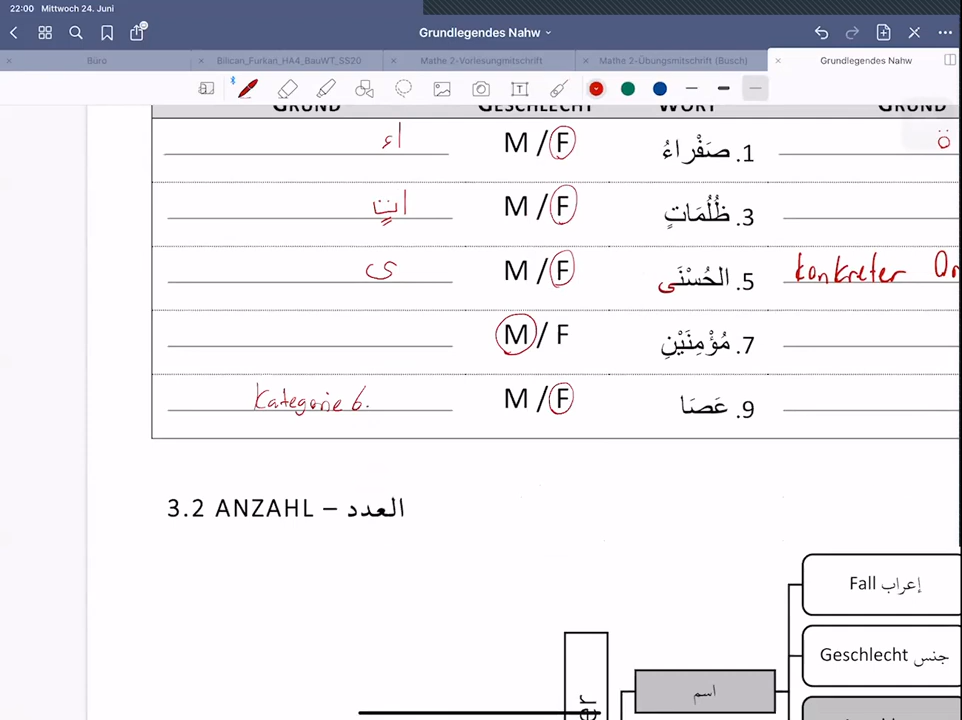 22:00 Mittwoch 24. Juni
Grundlegendes Nahw
Büro
Bilican_Furkan_HA4_BauWT_SS20
Mathe 2-Vorlesungmitschrift
Mathe 2-Übungsmitschrift (Busch)
Grundlegendes Nahw
GRUND GESCHLECHT WORT GRUND
اء M / F 1. صَفْرَاءُ ة
اتٍ M / F 3. ظُلُمَاتٍ
ى M / F 5. الحُسْنَى konkreter
M / F 7. مُؤْمِنَيْنِ
Kategorie 6. M / F 9. عَصَا
3.2 ANZAHL – العدد
Fall إعراب
Geschlecht جنس
اسم